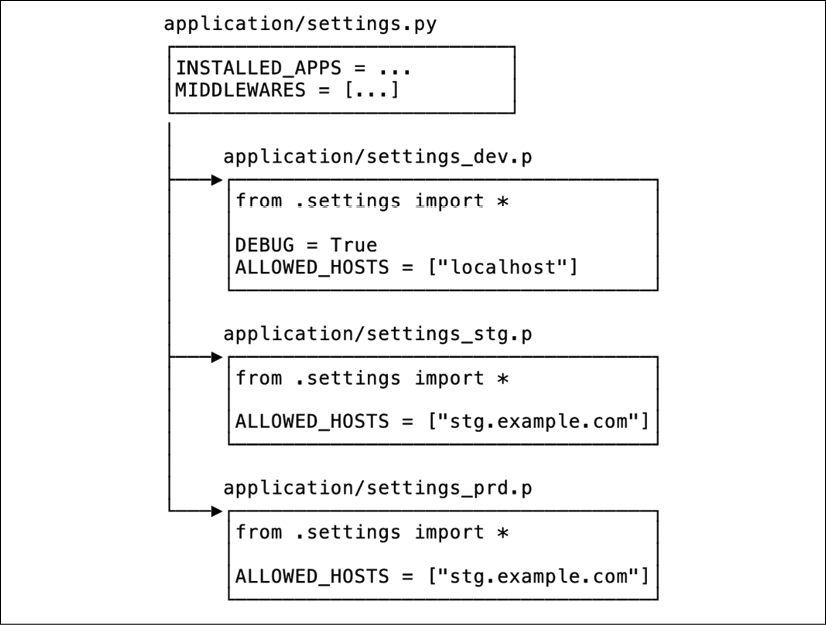 application/settings.py
INSTALLED_APPS = ...
MIDDLEWARES = [...]
application/settings_dev.p
from .settings import *
DEBUG = True
ALLOWED_HOSTS = ["localhost"]
application/settings_stg.p
from .settings import *
ALLOWED_HOSTS = ["stg.example.com"]
application/settings_prd.p
from .settings import *
ALLOWED_HOSTS = ["stg.example.com"]